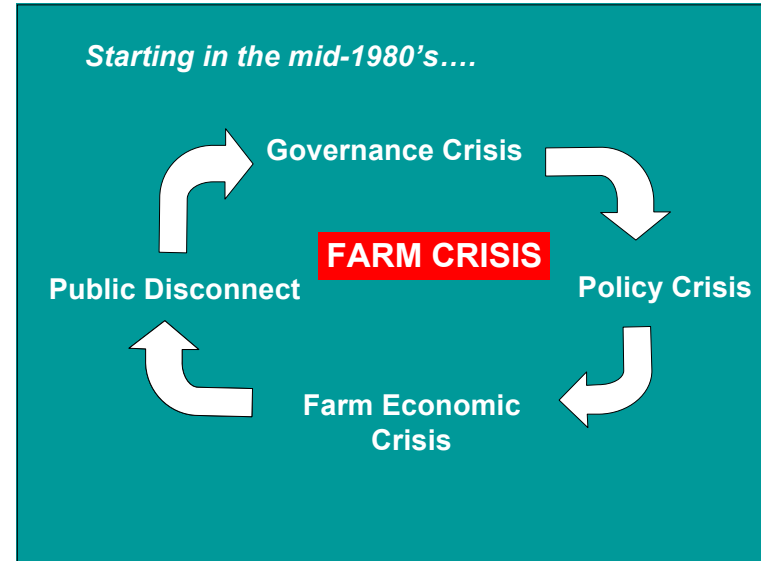 Starting in the mid-1980’s….
Governance Crisis
FARM CRISIS
Public Disconnect
Policy Crisis
Farm Economic
Crisis